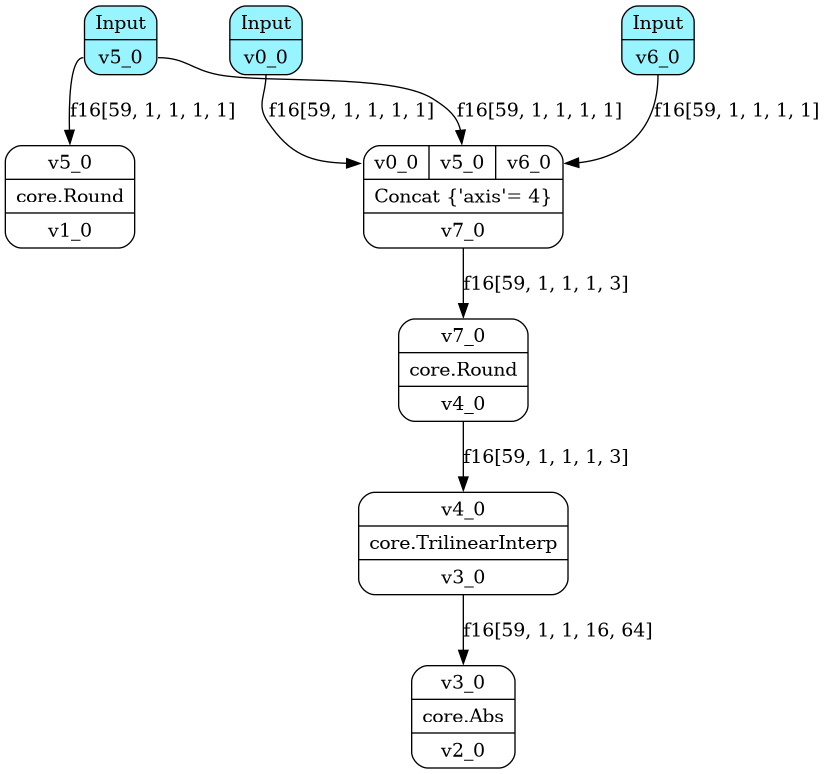 Input
v5_0
Input
v0_0
Input
v6_0
f16[59, 1, 1, 1, 1]
f16[59, 1, 1, 1, 1]
f16[59, 1, 1, 1, 1]
f16[59, 1, 1, 1, 1]
v5_0
core.Round
v1_0
v0_0 v5_0 v6_0
Concat {'axis'= 4}
v7_0
f16[59, 1, 1, 1, 3]
v7_0
core.Round
v4_0
f16[59, 1, 1, 1, 3]
v4_0
core.TrilinearInterp
v3_0
f16[59, 1, 1, 16, 64]
v3_0
core.Abs
v2_0